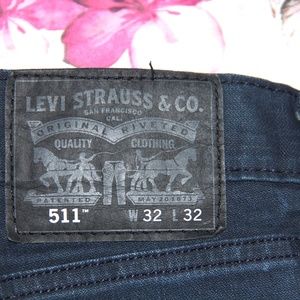 LEVI STRAUSS & CO.
SAN FRANCISCO
CAL.
ORIGINAL RIVETED
QUALITY CLOTHING
PATENTED MAY 20 1873
511™ W 32 L 32